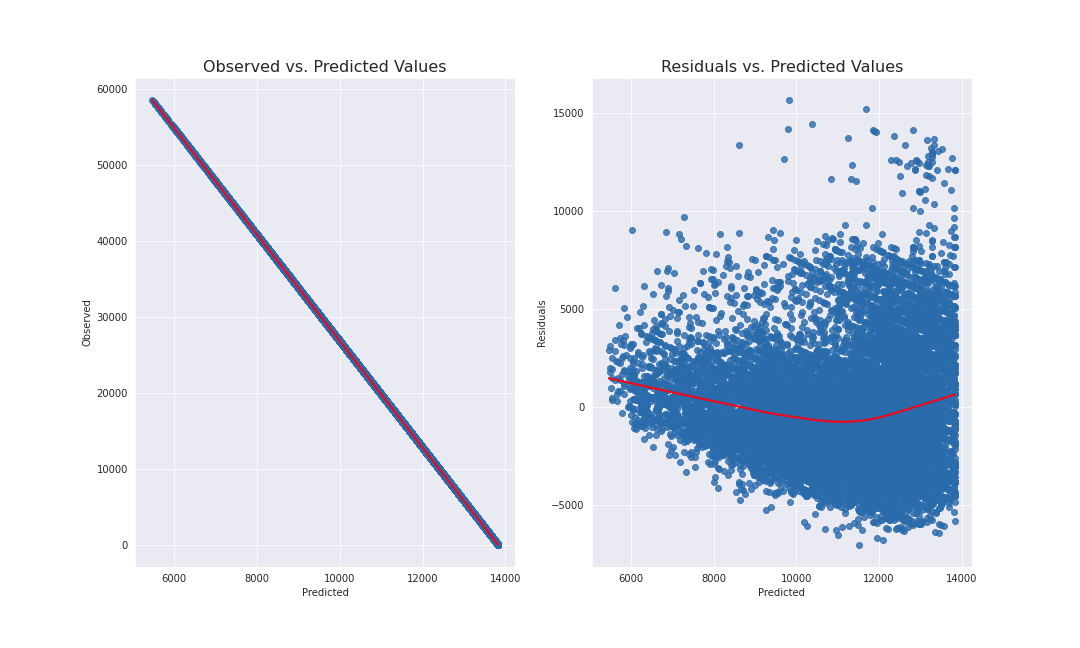 Observed vs. Predicted Values
60000
50000
40000
30000
20000
10000
0
Observed
6000 8000 10000 12000 14000
Predicted
Residuals vs. Predicted Values
15000
10000
5000
0
−5000
Residuals
6000 8000 10000 12000 14000
Predicted